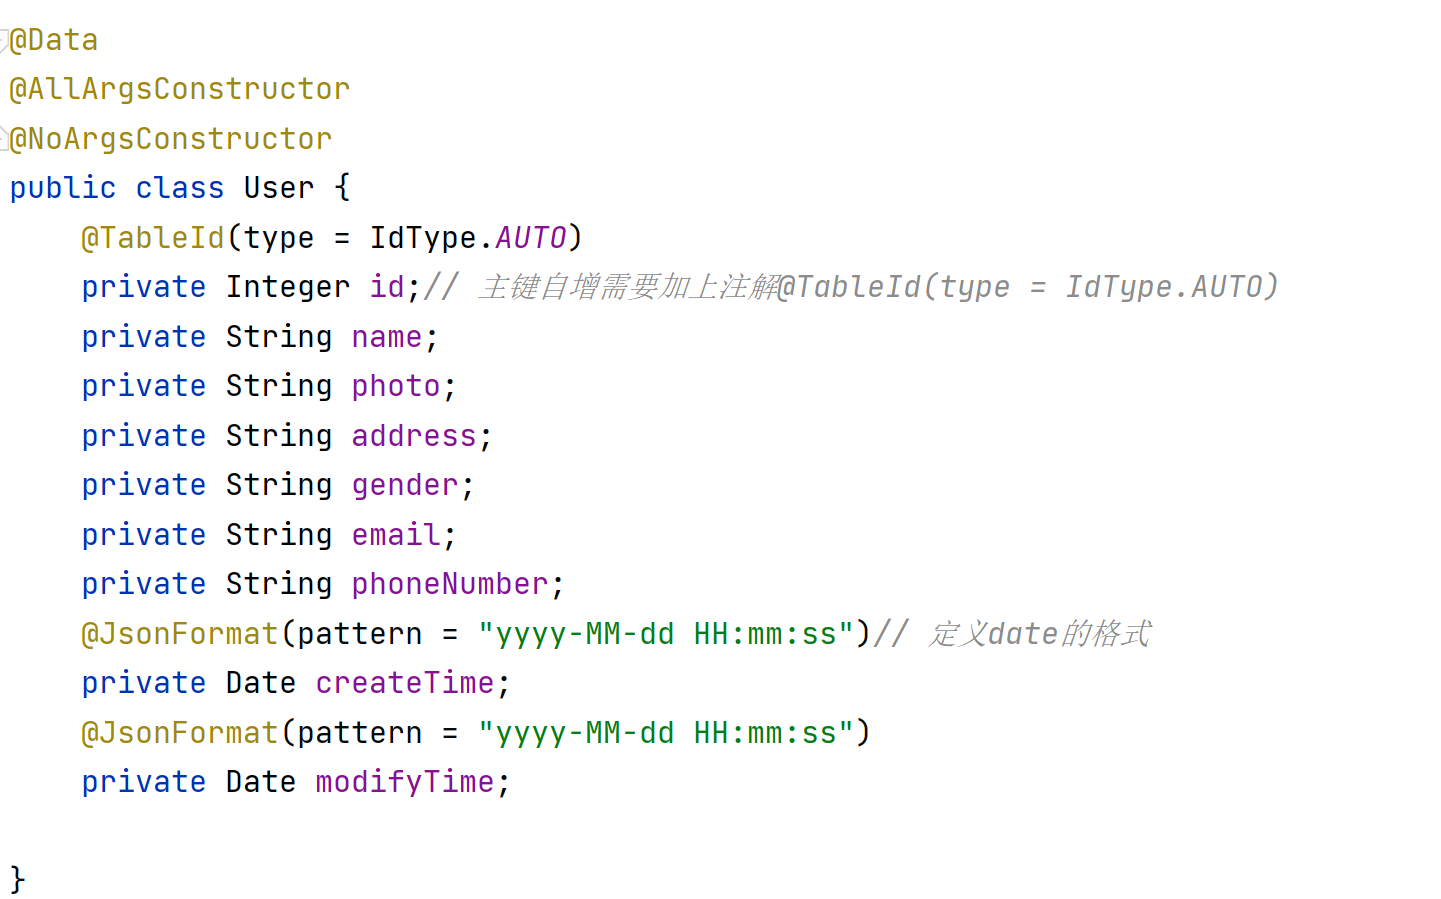 @Data
@AllArgsConstructor
@NoArgsConstructor
public class User {
    @TableId(type = IdType.AUTO)
    private Integer id;// 主键自增需要加上注解@TableId(type = IdType.AUTO)
    private String name;
    private String photo;
    private String address;
    private String gender;
    private String email;
    private String phoneNumber;
    @JsonFormat(pattern = "yyyy-MM-dd HH:mm:ss")// 定义date的格式
    private Date createTime;
    @JsonFormat(pattern = "yyyy-MM-dd HH:mm:ss")
    private Date modifyTime;

}